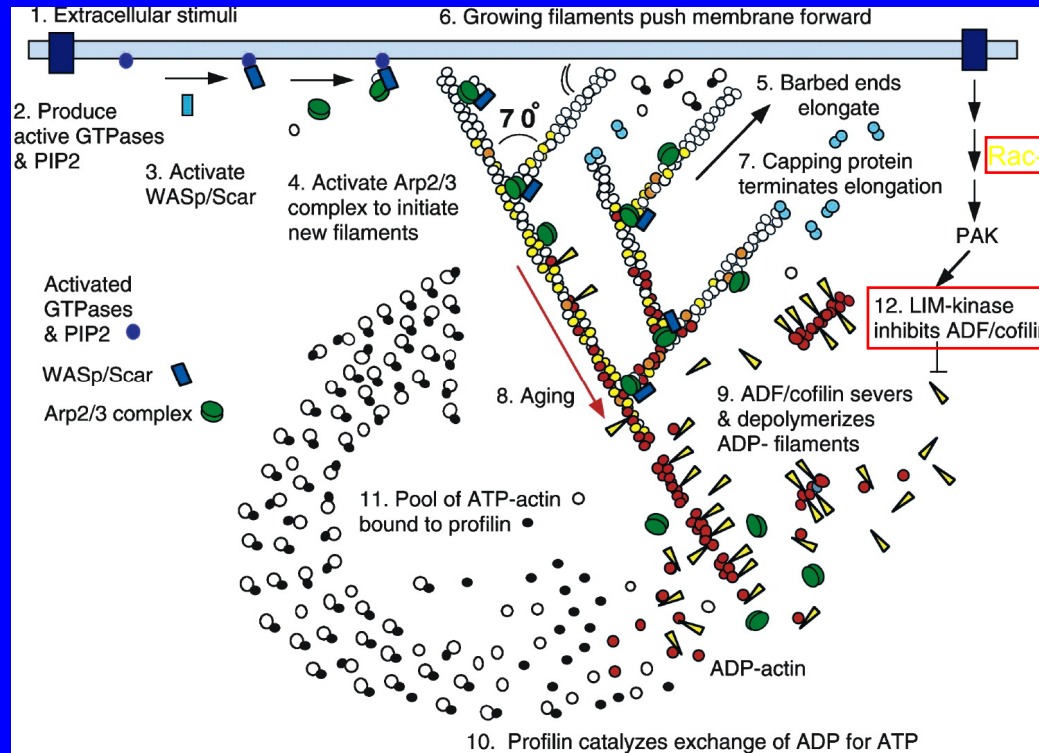 1. Extracellular stimuli
6. Growing filaments push membrane forward
2. Produce
active GTPases
& PIP2
3. Activate
WASp/Scar
4. Activate Arp2/3
complex to initiate
new filaments
70°
5. Barbed ends
elongate
7. Capping protein
terminates elongation
Rac-
PAK
12. LIM-kinase
inhibits ADF/cofilin
Activated
GTPases
& PIP2
WASp/Scar
Arp2/3 complex
8. Aging
9. ADF/cofilin severs
& depolymerizes
ADP- filaments
11. Pool of ATP-actin
bound to profilin
ADP-actin
10. Profilin catalyzes exchange of ADP for ATP